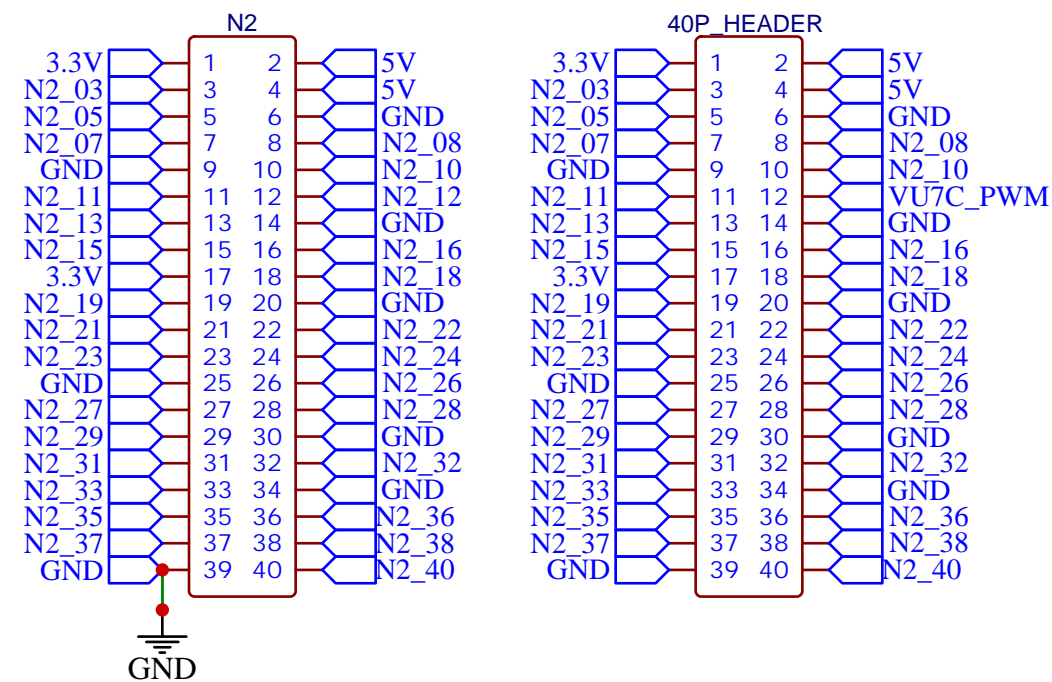 N2 40P_HEADER
3.3V 1 2 5V 3.3V 1 2 5V
N2_03 3 4 5V N2_03 3 4 5V
N2_05 5 6 GND N2_05 5 6 GND
N2_07 7 8 N2_08 N2_07 7 8 N2_08
GND 9 10 N2_10 GND 9 10 N2_10
N2_11 11 12 N2_12 N2_11 11 12 VU7C_PWM
N2_13 13 14 GND N2_13 13 14 GND
N2_15 15 16 N2_16 N2_15 15 16 N2_16
3.3V 17 18 N2_18 3.3V 17 18 N2_18
N2_19 19 20 GND N2_19 19 20 GND
N2_21 21 22 N2_22 N2_21 21 22 N2_22
N2_23 23 24 N2_24 N2_23 23 24 N2_24
GND 25 26 N2_26 GND 25 26 N2_26
N2_27 27 28 N2_28 N2_27 27 28 N2_28
N2_29 29 30 GND N2_29 29 30 GND
N2_31 31 32 N2_32 N2_31 31 32 N2_32
N2_33 33 34 GND N2_33 33 34 GND
N2_35 35 36 N2_36 N2_35 35 36 N2_36
N2_37 37 38 N2_38 N2_37 37 38 N2_38
GND 39 40 N2_40 GND 39 40 N2_40
GND